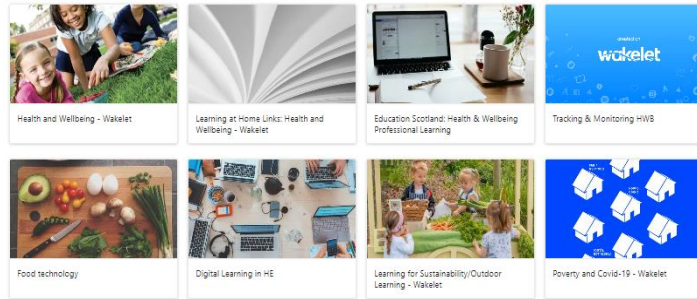 created on
wakelet
Health and Wellbeing - Wakelet
Learning at Home Links: Health and
Wellbeing - Wakelet
Education Scotland: Health & Wellbeing
Professional Learning
Tracking & Monitoring HWB
Food technology
Digital Learning in HE
Learning for Sustainability/Outdoor
Learning - Wakelet
Poverty and Covid-19 - Wakelet